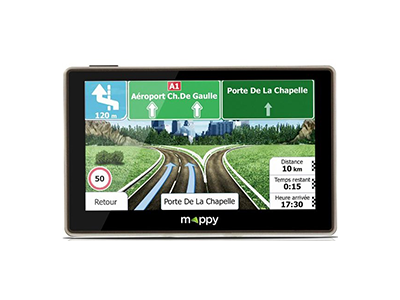 A1
Aéroport Ch.De Gaulle
Porte De La Chapelle
120 m
50
Distance
10 km
Temps restant
0:15
Heure arrivée
17:30
Retour
Porte De La Chapelle
mappy